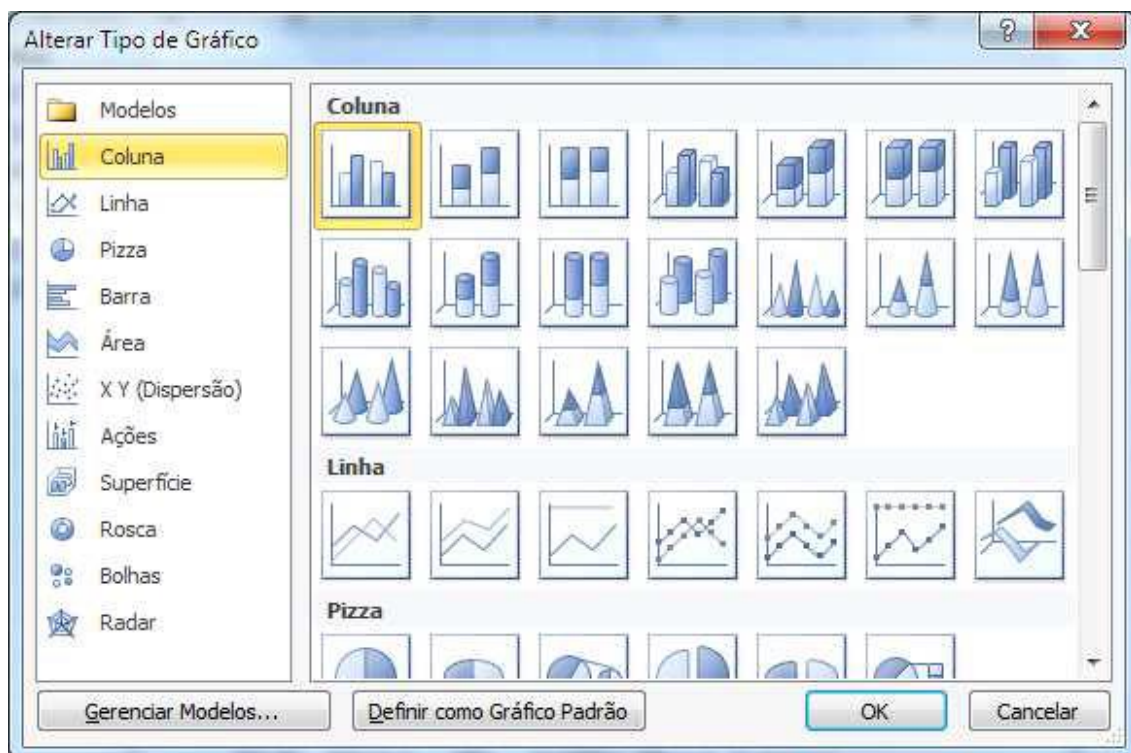 Alterar Tipo de Gráfico
Modelos
Coluna
Linha
Pizza
Barra
Área
X Y (Dispersão)
Ações
Superfície
Rosca
Bolhas
Radar
Coluna
Linha
Pizza
Gerenciar Modelos...
Definir como Gráfico Padrão
OK
Cancelar